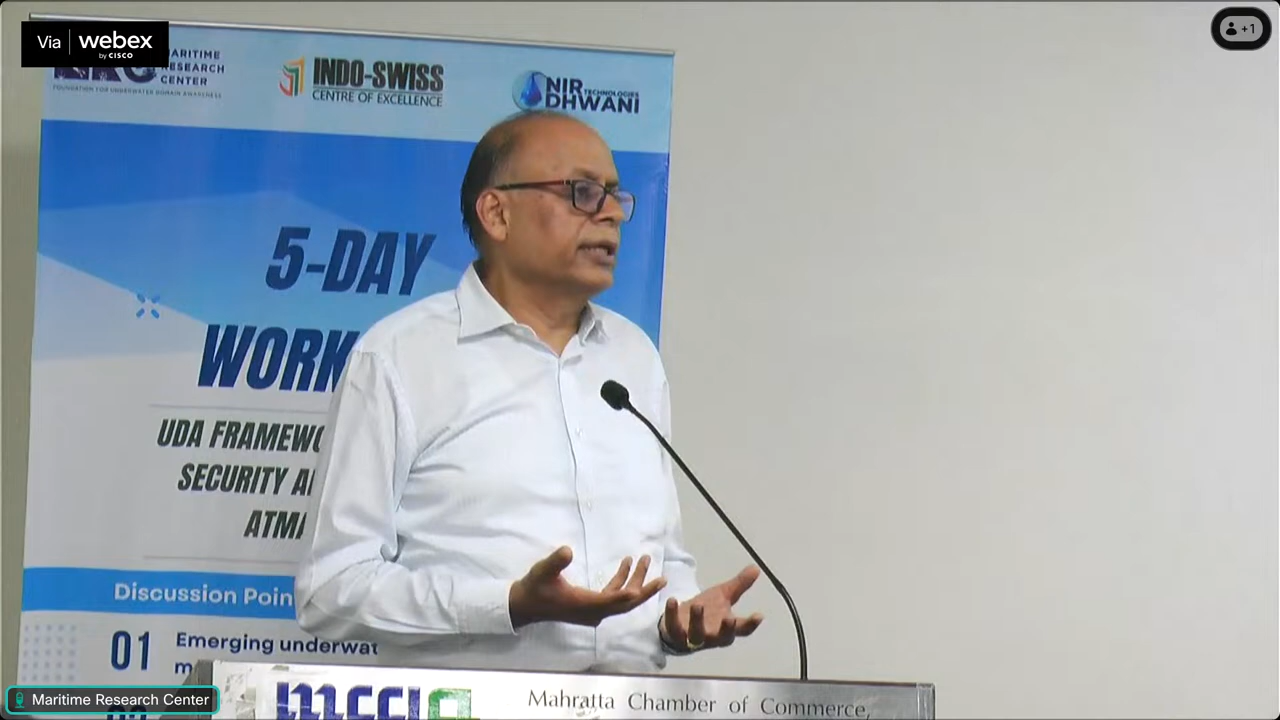 Via webex
by CISCO
+1
MARITIME
RESEARCH
CENTER
FOUNDATION FOR UNDERWATER DOMAIN AWARENESS
INDO-SWISS
CENTRE OF EXCELLENCE
NIR
DHWANI
TECHNOLOGIES
5-DAY
WORK
UDA FRAMEWO
SECURITY A
ATM
Discussion Poin
01 Emerging underwat
m
Maritime Research Center
Mahratta Chamber of Commerce,